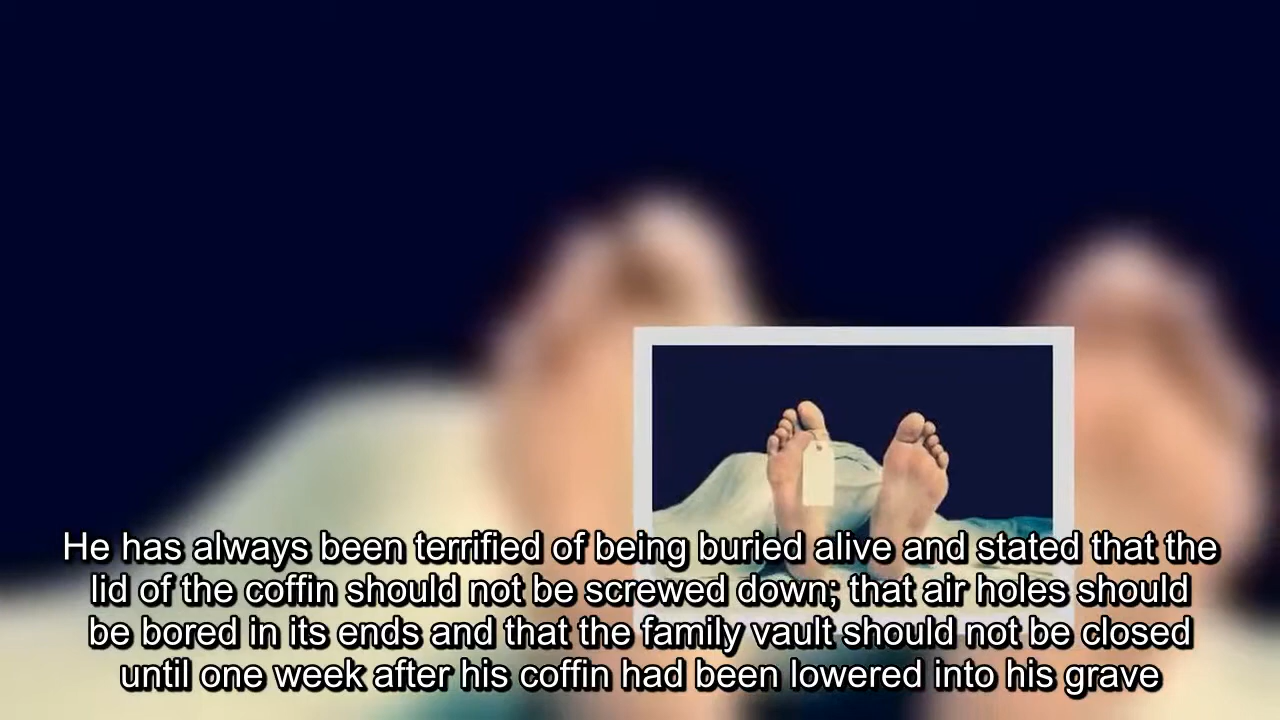 He has always been terrified of being buried alive and stated that the
lid of the coffin should not be screwed down; that air holes should
be bored in its ends and that the family vault should not be closed
until one week after his coffin had been lowered into his grave